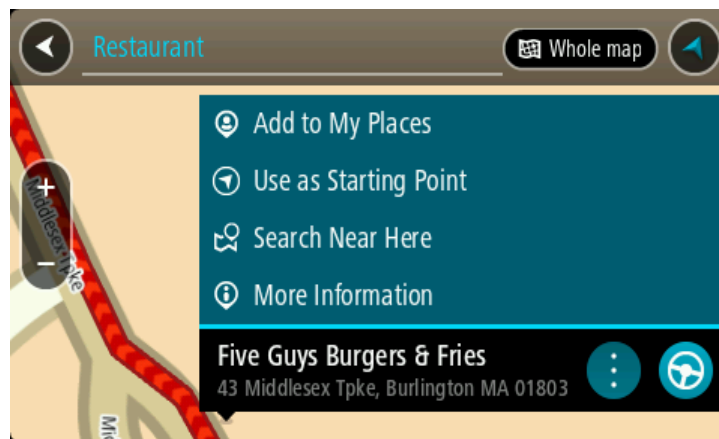 Restaurant
Whole map
Add to My Places
Use as Starting Point
Search Near Here
More Information
Five Guys Burgers & Fries
43 Middlesex Tpke, Burlington MA 01803
+
Middlesex Tpke
−
Mi